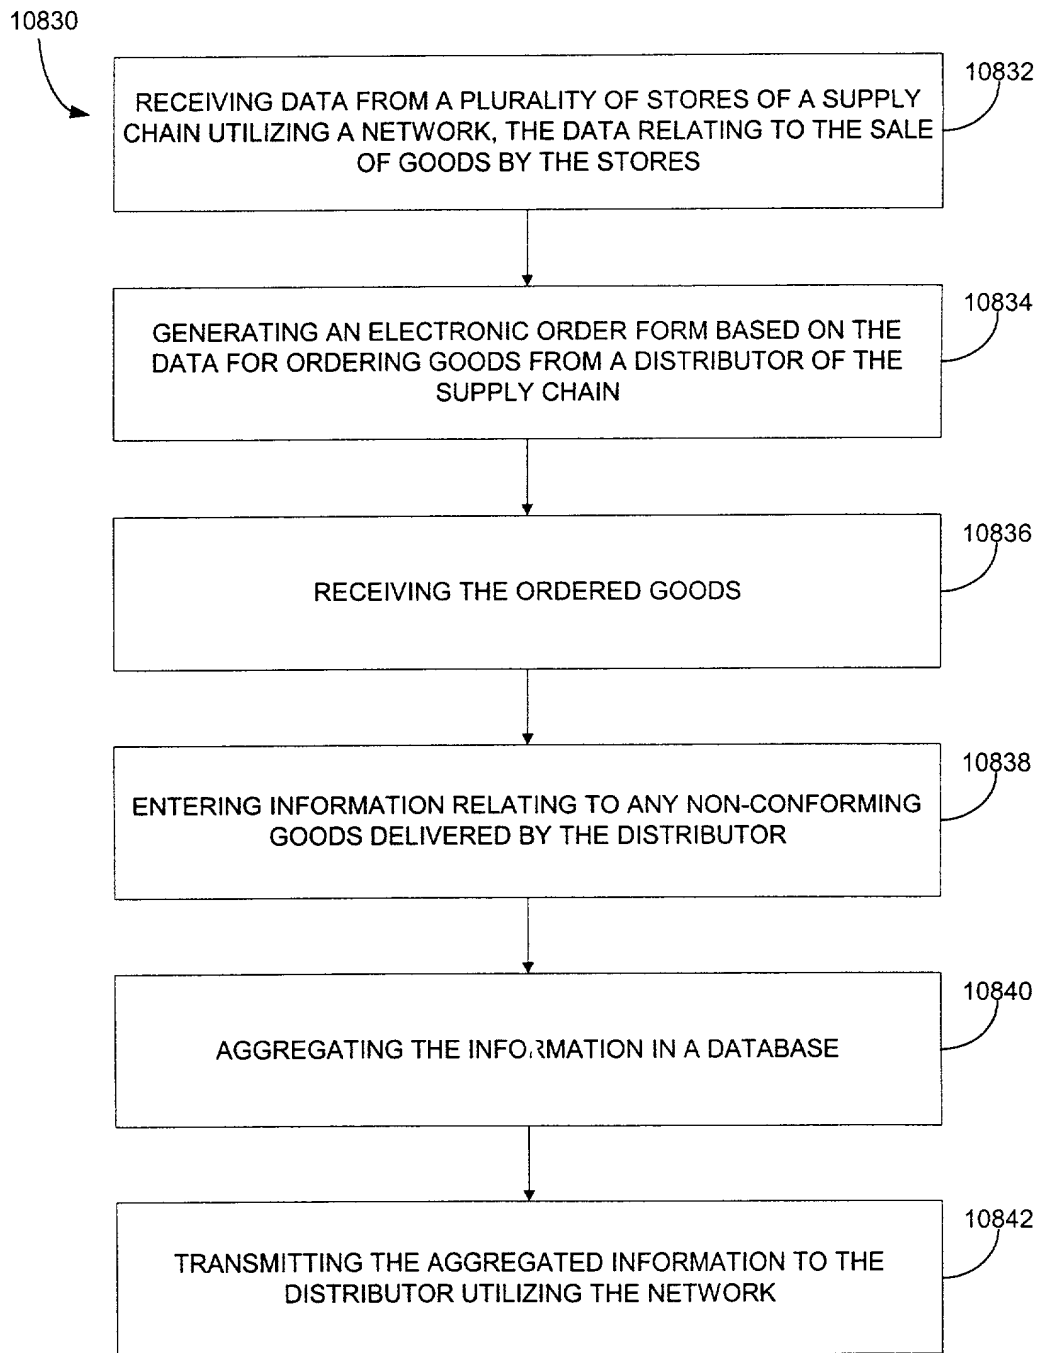 10830
10832
RECEIVING DATA FROM A PLURALITY OF STORES OF A SUPPLY
CHAIN UTILIZING A NETWORK, THE DATA RELATING TO THE SALE
OF GOODS BY THE STORES
10834
GENERATING AN ELECTRONIC ORDER FORM BASED ON THE
DATA FOR ORDERING GOODS FROM A DISTRIBUTOR OF THE
SUPPLY CHAIN
10836
RECEIVING THE ORDERED GOODS
10838
ENTERING INFORMATION RELATING TO ANY NON-CONFORMING
GOODS DELIVERED BY THE DISTRIBUTOR
10840
AGGREGATING THE INFORMATION IN A DATABASE
10842
TRANSMITTING THE AGGREGATED INFORMATION TO THE
DISTRIBUTOR UTILIZING THE NETWORK